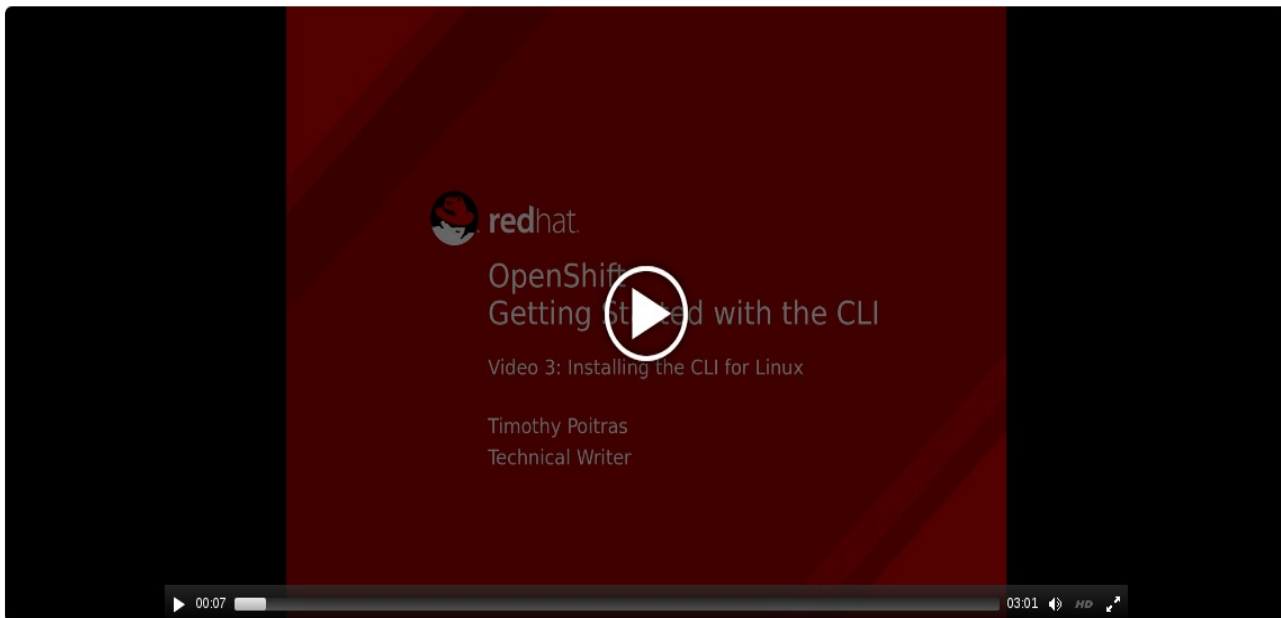 redhat.
OpenShift
Getting Started with the CLI
Video 3: Installing the CLI for Linux
Timothy Poitras
Technical Writer
00:07
03:01
HD